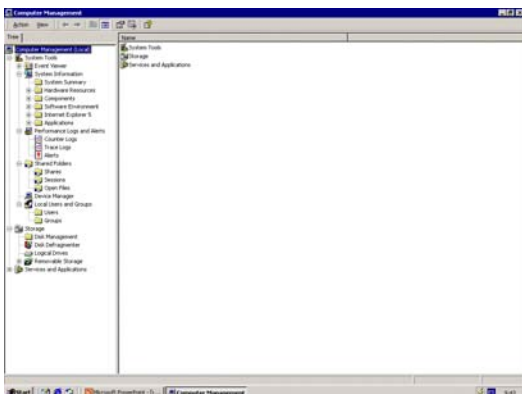 Computer Management
Action View
Tree
Name
Computer Management (Local)
System Tools
Event Viewer
System Information
System Summary
Hardware Resources
Components
Software Environment
Internet Explorer 5
Applications
Performance Logs and Alerts
Counter Logs
Trace Logs
Alerts
Shared Folders
Shares
Sessions
Open Files
Device Manager
Local Users and Groups
Users
Groups
Storage
Disk Management
Disk Defragmenter
Logical Drives
Removable Storage
Services and Applications
System Tools
Storage
Services and Applications
Start
Microsoft PowerPoint - 
Computer Management